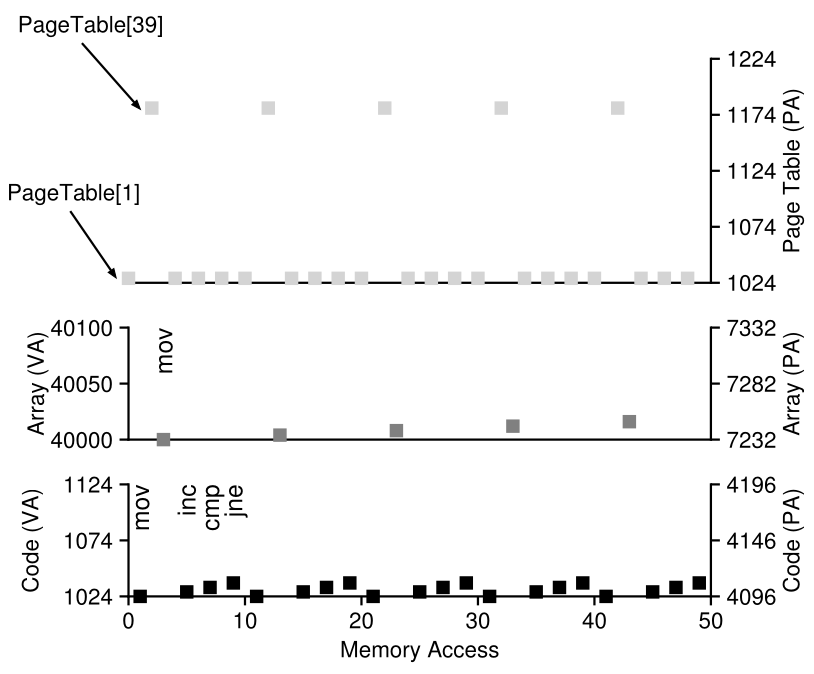 PageTable[39]
1224
1174
1124
1074
1024
Page Table (PA)
PageTable[1]
40100
40050
40000
Array (VA)
mov
7332
7282
7232
Array (PA)
1124
1074
1024
Code (VA)
mov
inc
cmp
jne
4196
4146
4096
Code (PA)
0 10 20 30 40 50
Memory Access